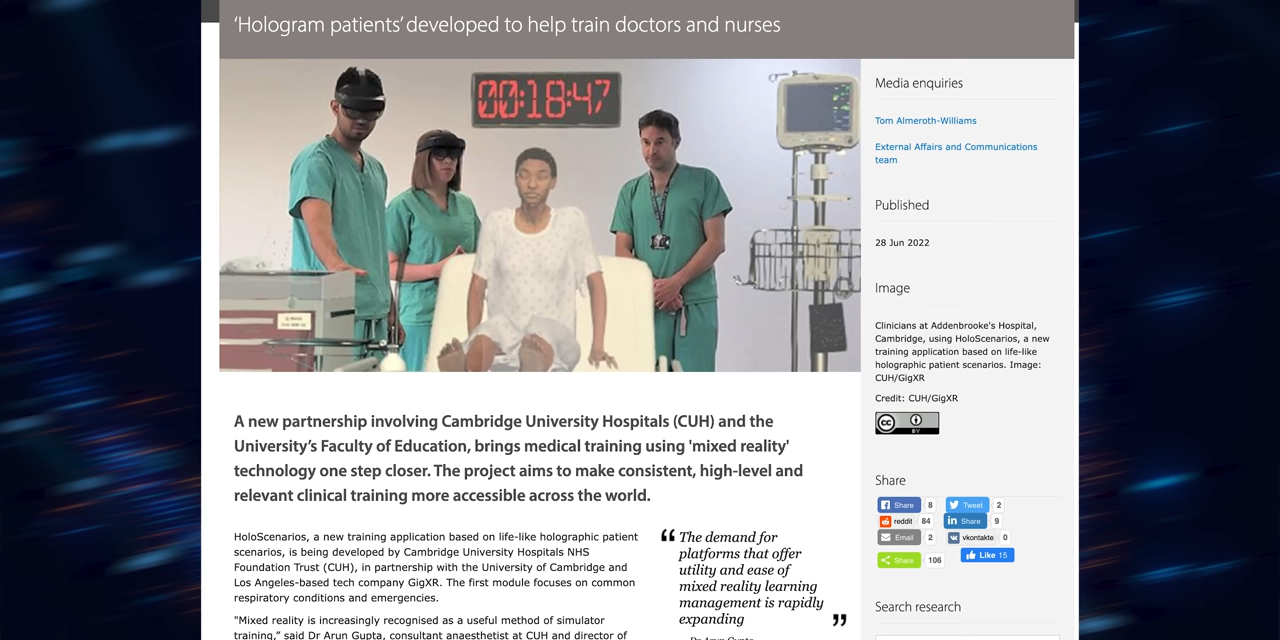 ‘Hologram patients’ developed to help train doctors and nurses
00:18:47
A new partnership involving Cambridge University Hospitals (CUH) and the
University’s Faculty of Education, brings medical training using 'mixed reality'
technology one step closer. The project aims to make consistent, high-level and
relevant clinical training more accessible across the world.
HoloScenarios, a new training application based on life-like holographic patient
scenarios, is being developed by Cambridge University Hospitals NHS
Foundation Trust (CUH), in partnership with the University of Cambridge and
Los Angeles-based tech company GigXR. The first module focuses on common
respiratory conditions and emergencies.
"Mixed reality is increasingly recognised as a useful method of simulator
training,” said Dr Arun Gupta, consultant anaesthetist at CUH and director of
“ The demand for
platforms that offer
utility and ease of
mixed reality learning
management is rapidly
expanding ”
Dr Arun Gupta
Media enquiries
Tom Almeroth-Williams
External Affairs and Communications
team
Published
28 Jun 2022
Image
Clinicians at Addenbrooke's Hospital,
Cambridge, using HoloScenarios, a new
training application based on life-like
holographic patient scenarios. Image:
CUH/GigXR
Credit: CUH/GigXR
cc BY
Share
Share 8 Tweet 2
reddit 84 in Share 9
Email 2 vkontakte 0
Share 106 Like 15
Search research